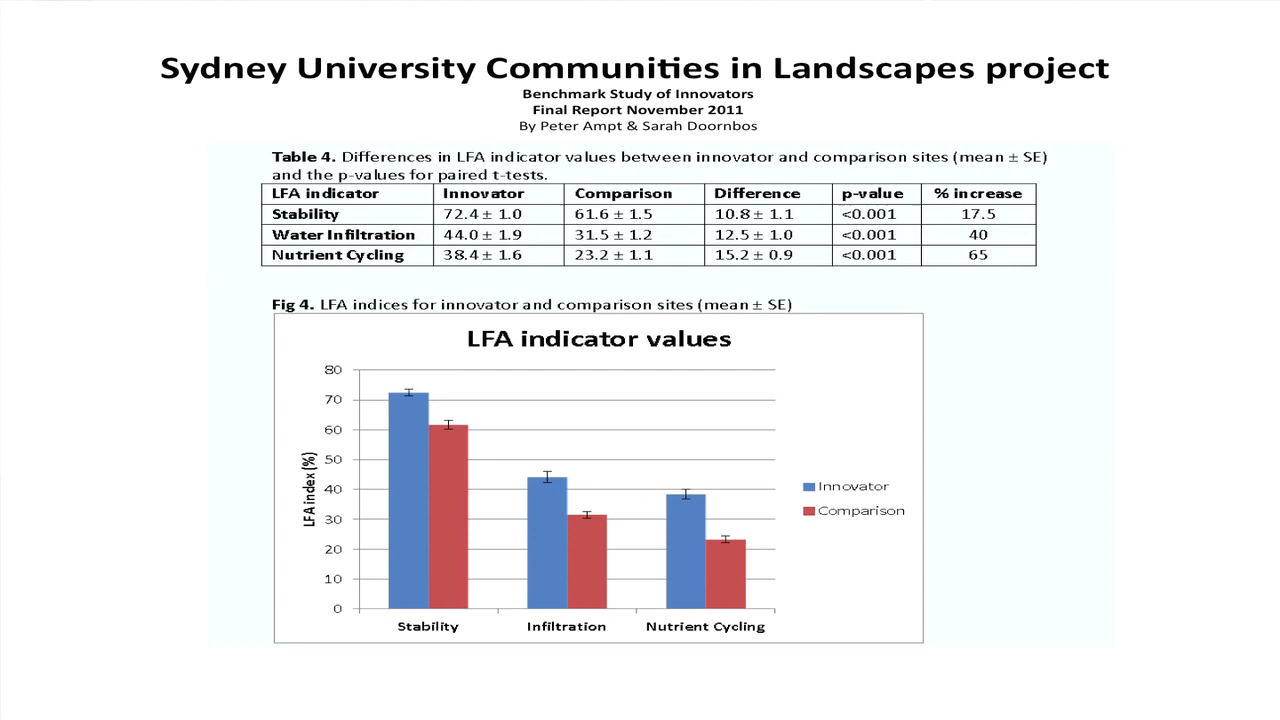 Sydney University Communities in Landscapes project
Benchmark Study of Innovators
Final Report November 2011
By Peter Ampt & Sarah Doornbos
Table 4. Differences in LFA indicator values between innovator and comparison sites (mean ± SE)
and the p-values for paired t-tests.
LFA indicator Innovator Comparison Difference p-value % increase
Stability 72.4 ± 1.0 61.6 ± 1.5 10.8 ± 1.1 <0.001 17.5
Water Infiltration 44.0 ± 1.9 31.5 ± 1.2 12.5 ± 1.0 <0.001 40
Nutrient Cycling 38.4 ± 1.6 23.2 ± 1.1 15.2 ± 0.9 <0.001 65
Fig 4. LFA indices for innovator and comparison sites (mean ± SE)
LFA indicator values
80
70
60
50
40
30
20
10
0
LFA index (%)
Stability Infiltration Nutrient Cycling
Innovator
Comparison